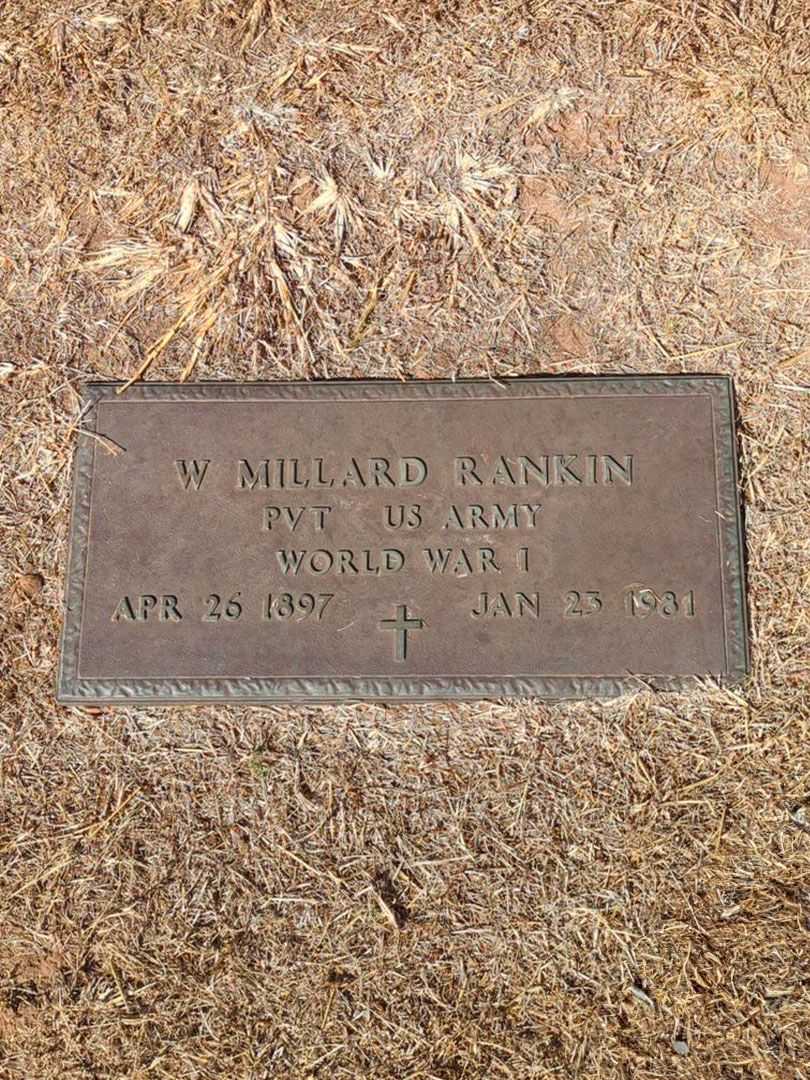 W MILLARD RANKIN
PVT US ARMY
WORLD WAR I
APR 26 1897 JAN 23 1981